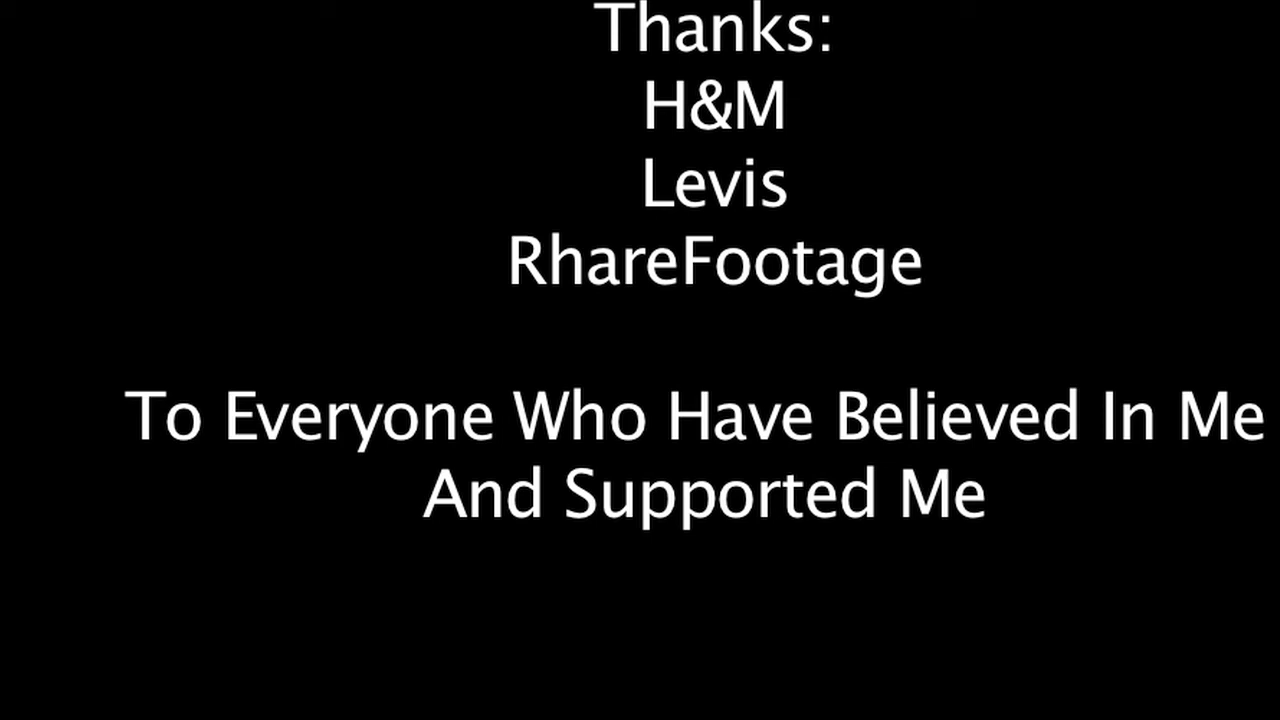 Thanks:
H&M
Levis
RhareFootage
To Everyone Who Have Believed In Me
And Supported Me